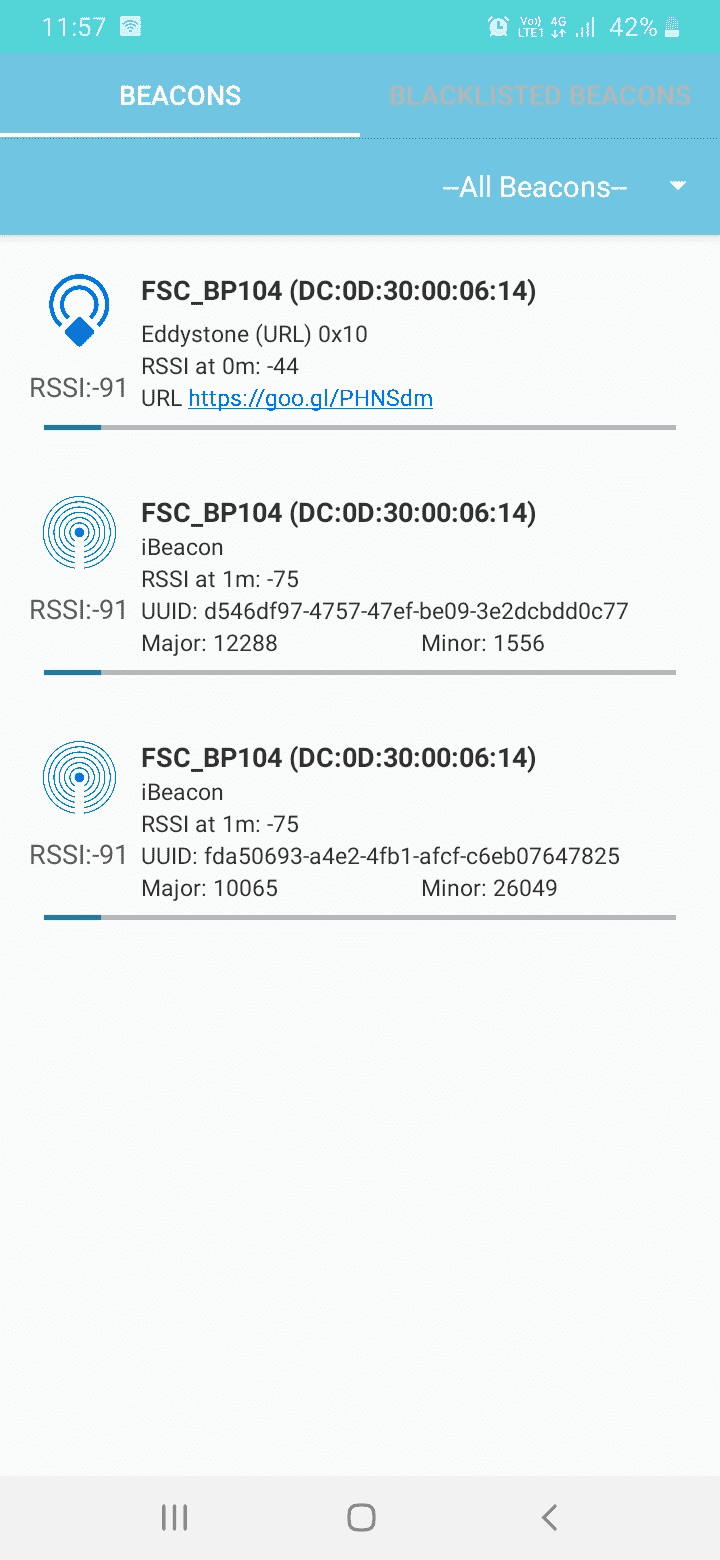 11:57 Vo)) LTE1 4G 42%
BEACONS BLACKLISTED BEACONS
--All Beacons--
FSC_BP104 (DC:0D:30:00:06:14)
Eddystone (URL) 0x10
RSSI at 0m: -44
RSSI:-91 URL https://goo.gl/PHNSdm
FSC_BP104 (DC:0D:30:00:06:14)
iBeacon
RSSI at 1m: -75
RSSI:-91 UUID: d546df97-4757-47ef-be09-3e2dcbdd0c77
Major: 12288 Minor: 1556
FSC_BP104 (DC:0D:30:00:06:14)
iBeacon
RSSI at 1m: -75
RSSI:-91 UUID: fda50693-a4e2-4fb1-afcf-c6eb07647825
Major: 10065 Minor: 26049